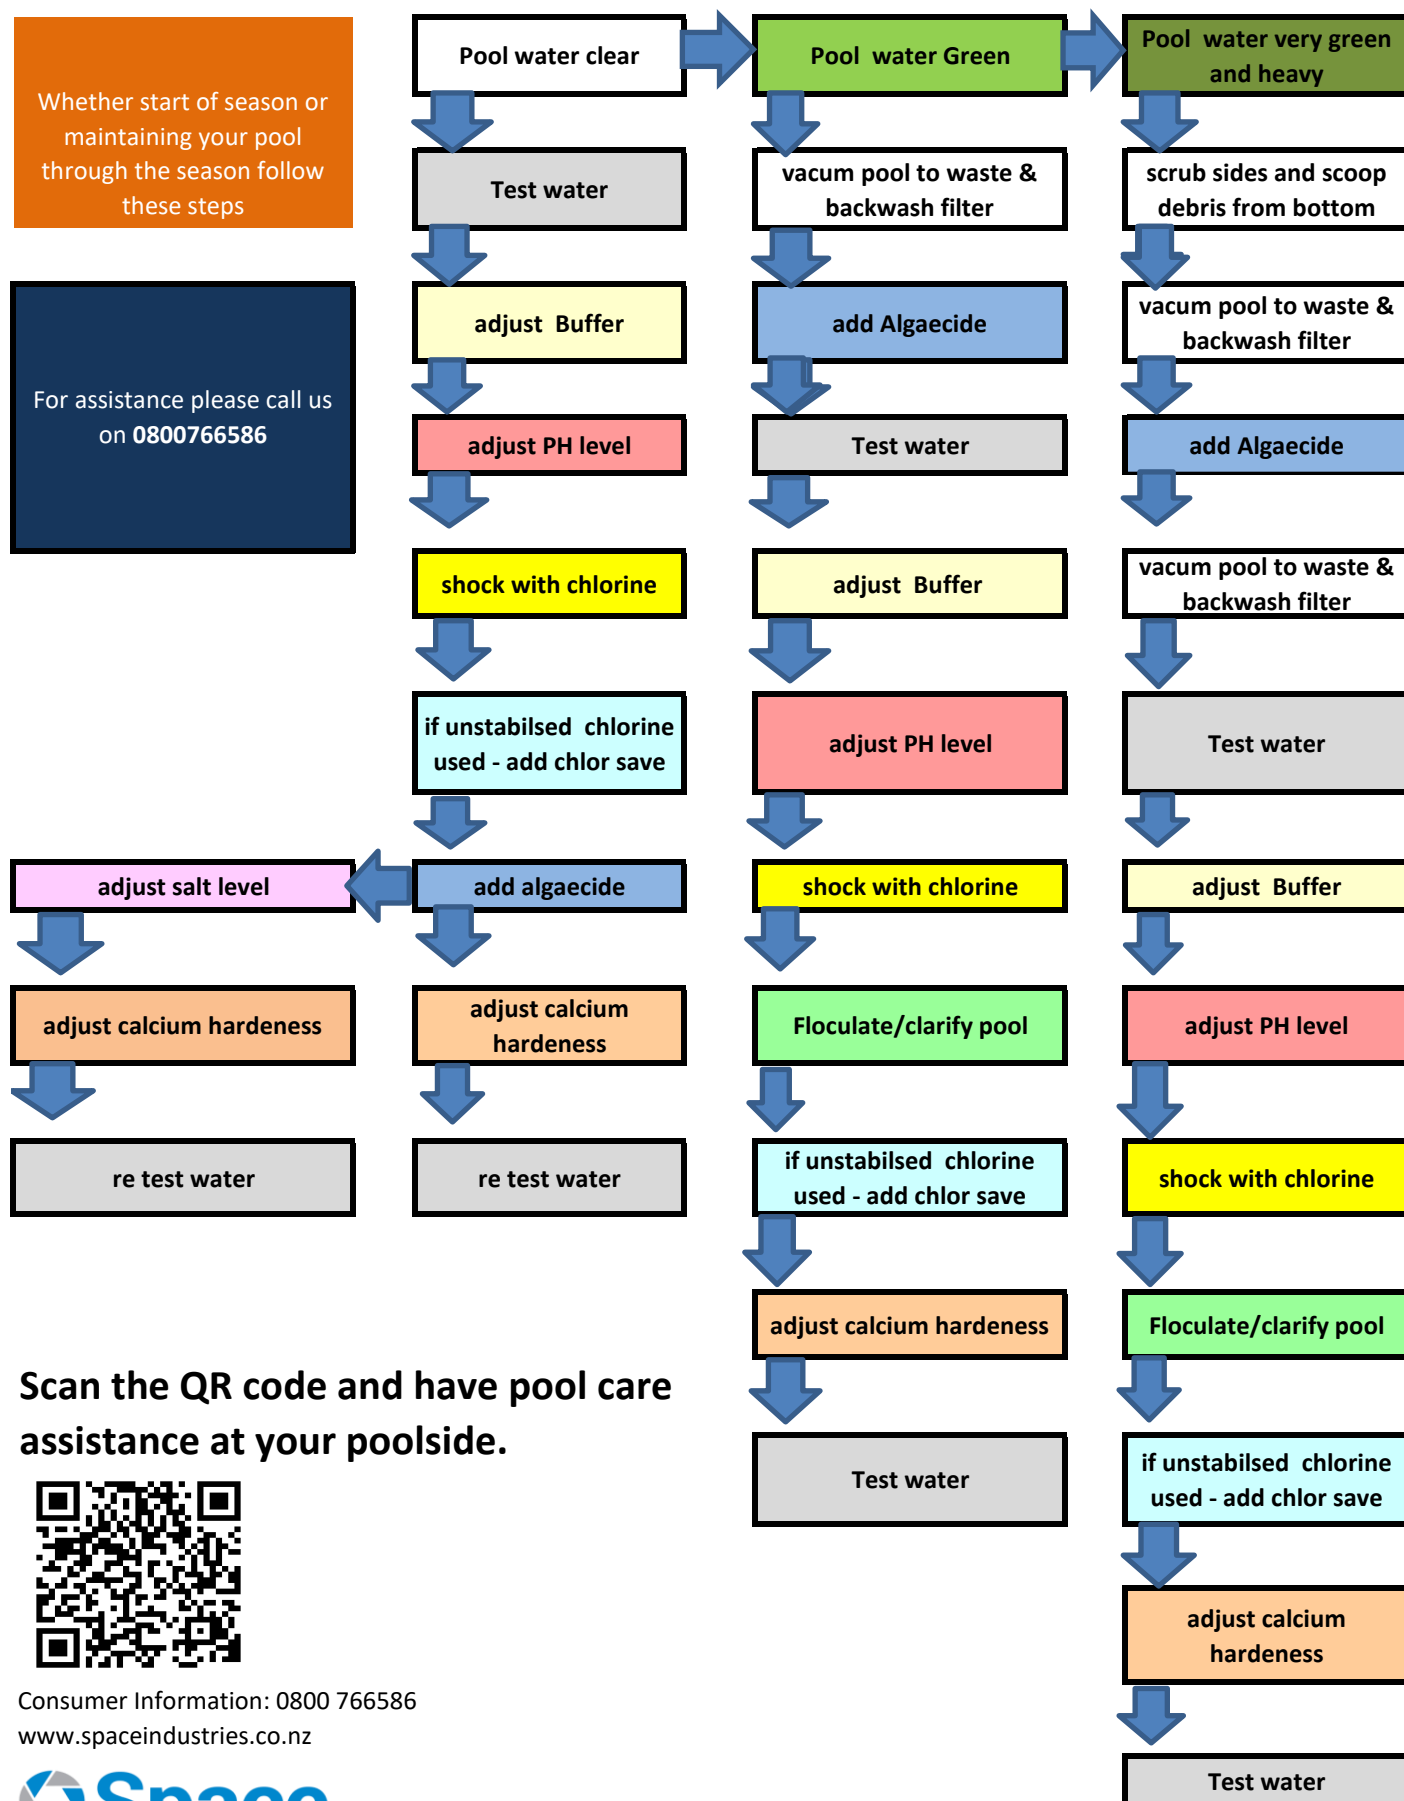 Whether start of season or
maintaining your pool
through the season follow
these steps
For assistance please call us
on 0800766586
Pool water clear
Test water
adjust Buffer
adjust PH level
shock with chlorine
if unstabilsed chlorine
used - add chlor save
add algaecide
adjust calcium
hardeness
re test water
adjust salt level
adjust calcium hardeness
re test water
Pool water Green
vacum pool to waste &
backwash filter
add Algaecide
Test water
adjust Buffer
adjust PH level
shock with chlorine
Floculate/clarify pool
if unstabilsed chlorine
used - add chlor save
adjust calcium hardeness
Test water
Pool water very green
and heavy
scrub sides and scoop
debris from bottom
vacum pool to waste &
backwash filter
add Algaecide
vacum pool to waste &
backwash filter
Test water
adjust Buffer
adjust PH level
shock with chlorine
Floculate/clarify pool
if unstabilsed chlorine
used - add chlor save
adjust calcium
hardeness
Test water
Scan the QR code and have pool care
assistance at your poolside.
Consumer Information: 0800 766586
www.spaceindustries.co.nz
Space